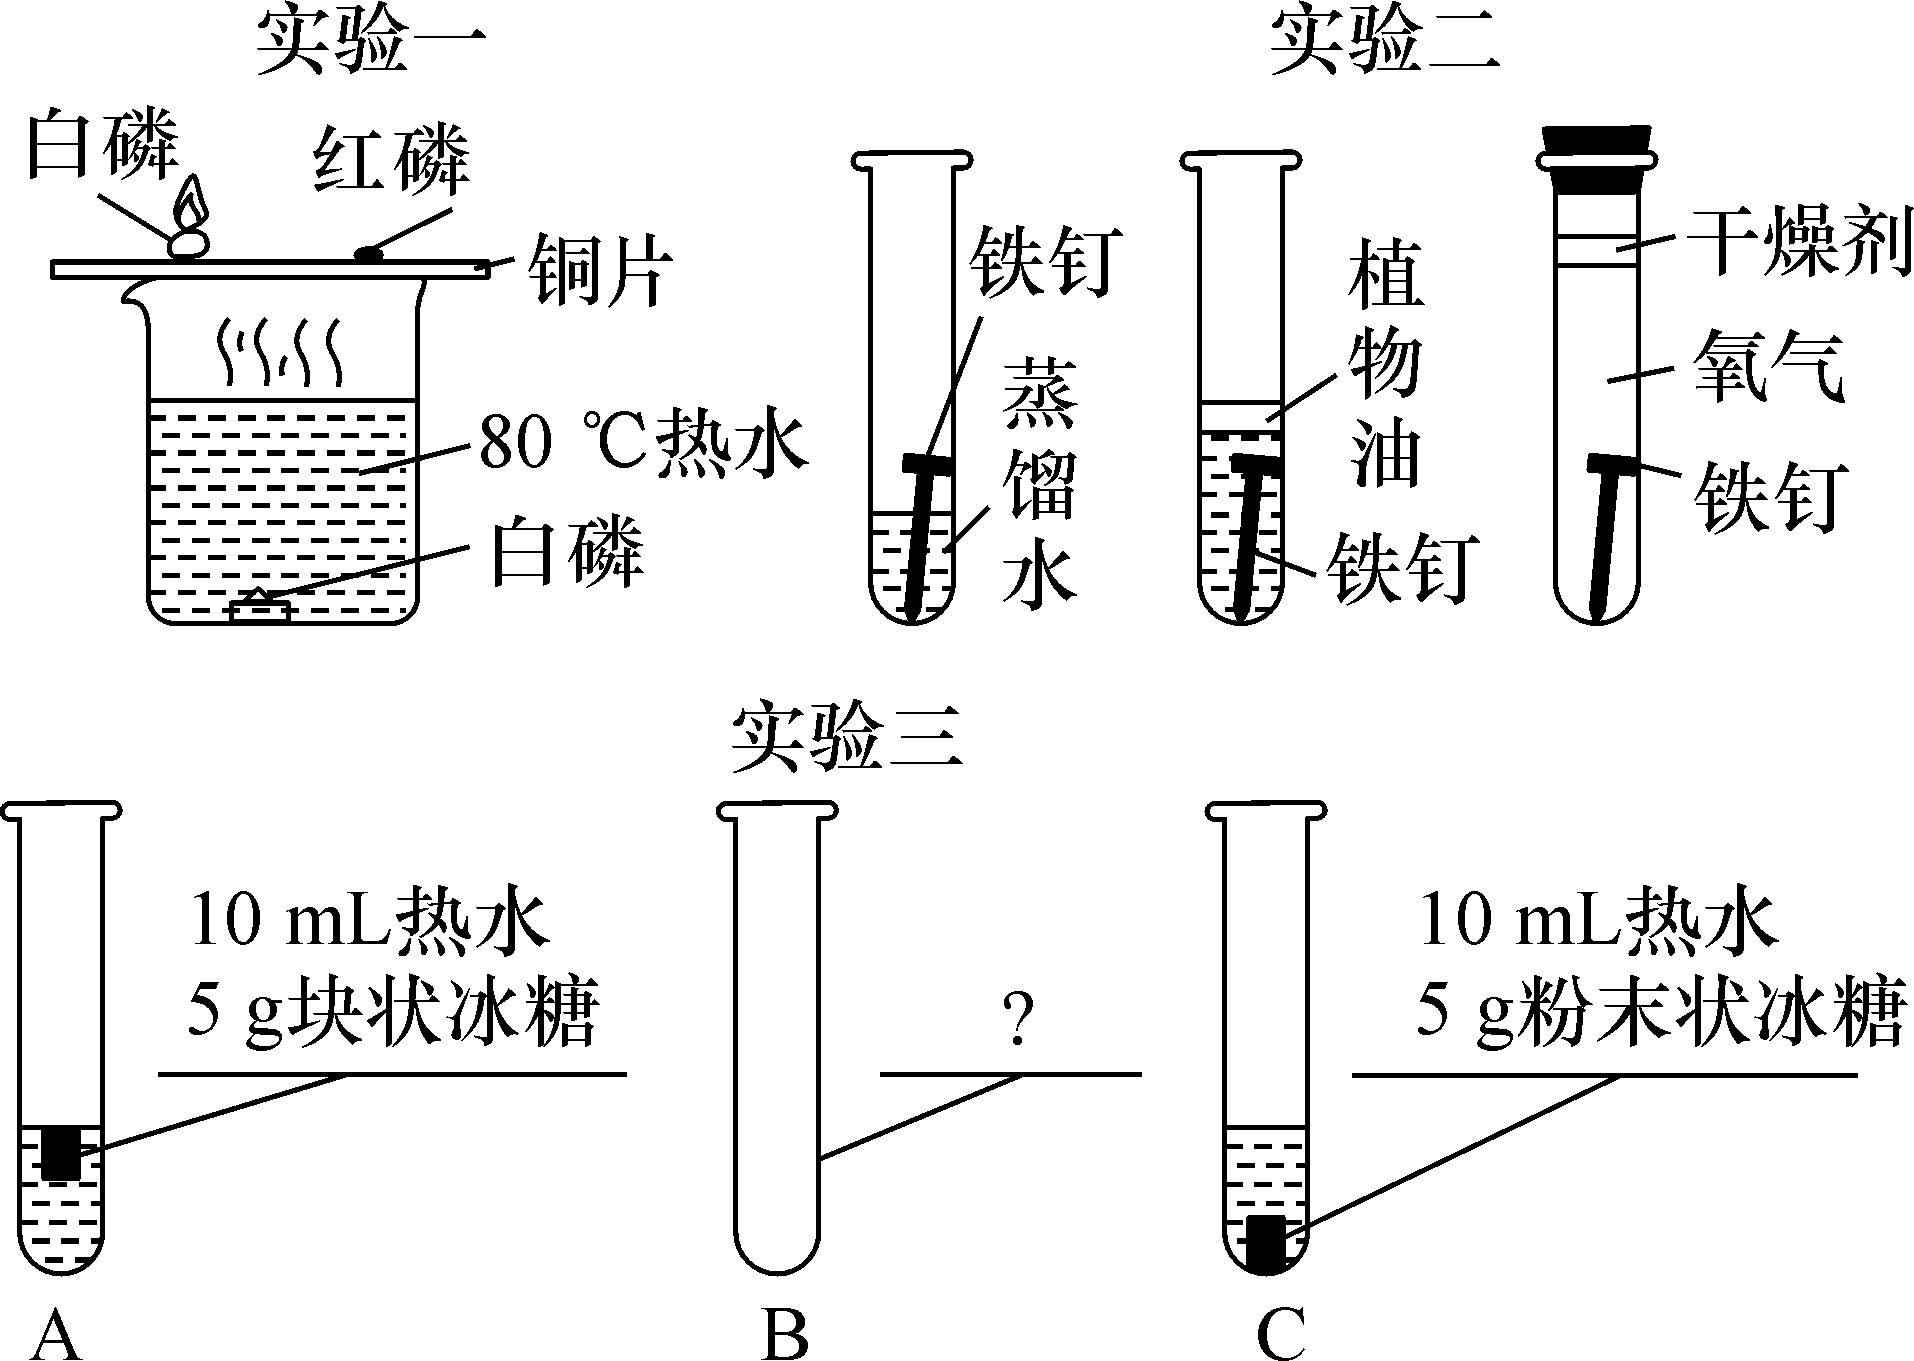 实验一
白磷
红磷
铜片
80 ℃热水
白磷
实验二
铁钉
蒸馏水
植物油
铁钉
干燥剂
氧气
铁钉
实验三
10 mL热水
5 g块状冰糖
?
10 mL热水
5 g粉末状冰糖
A
B
C